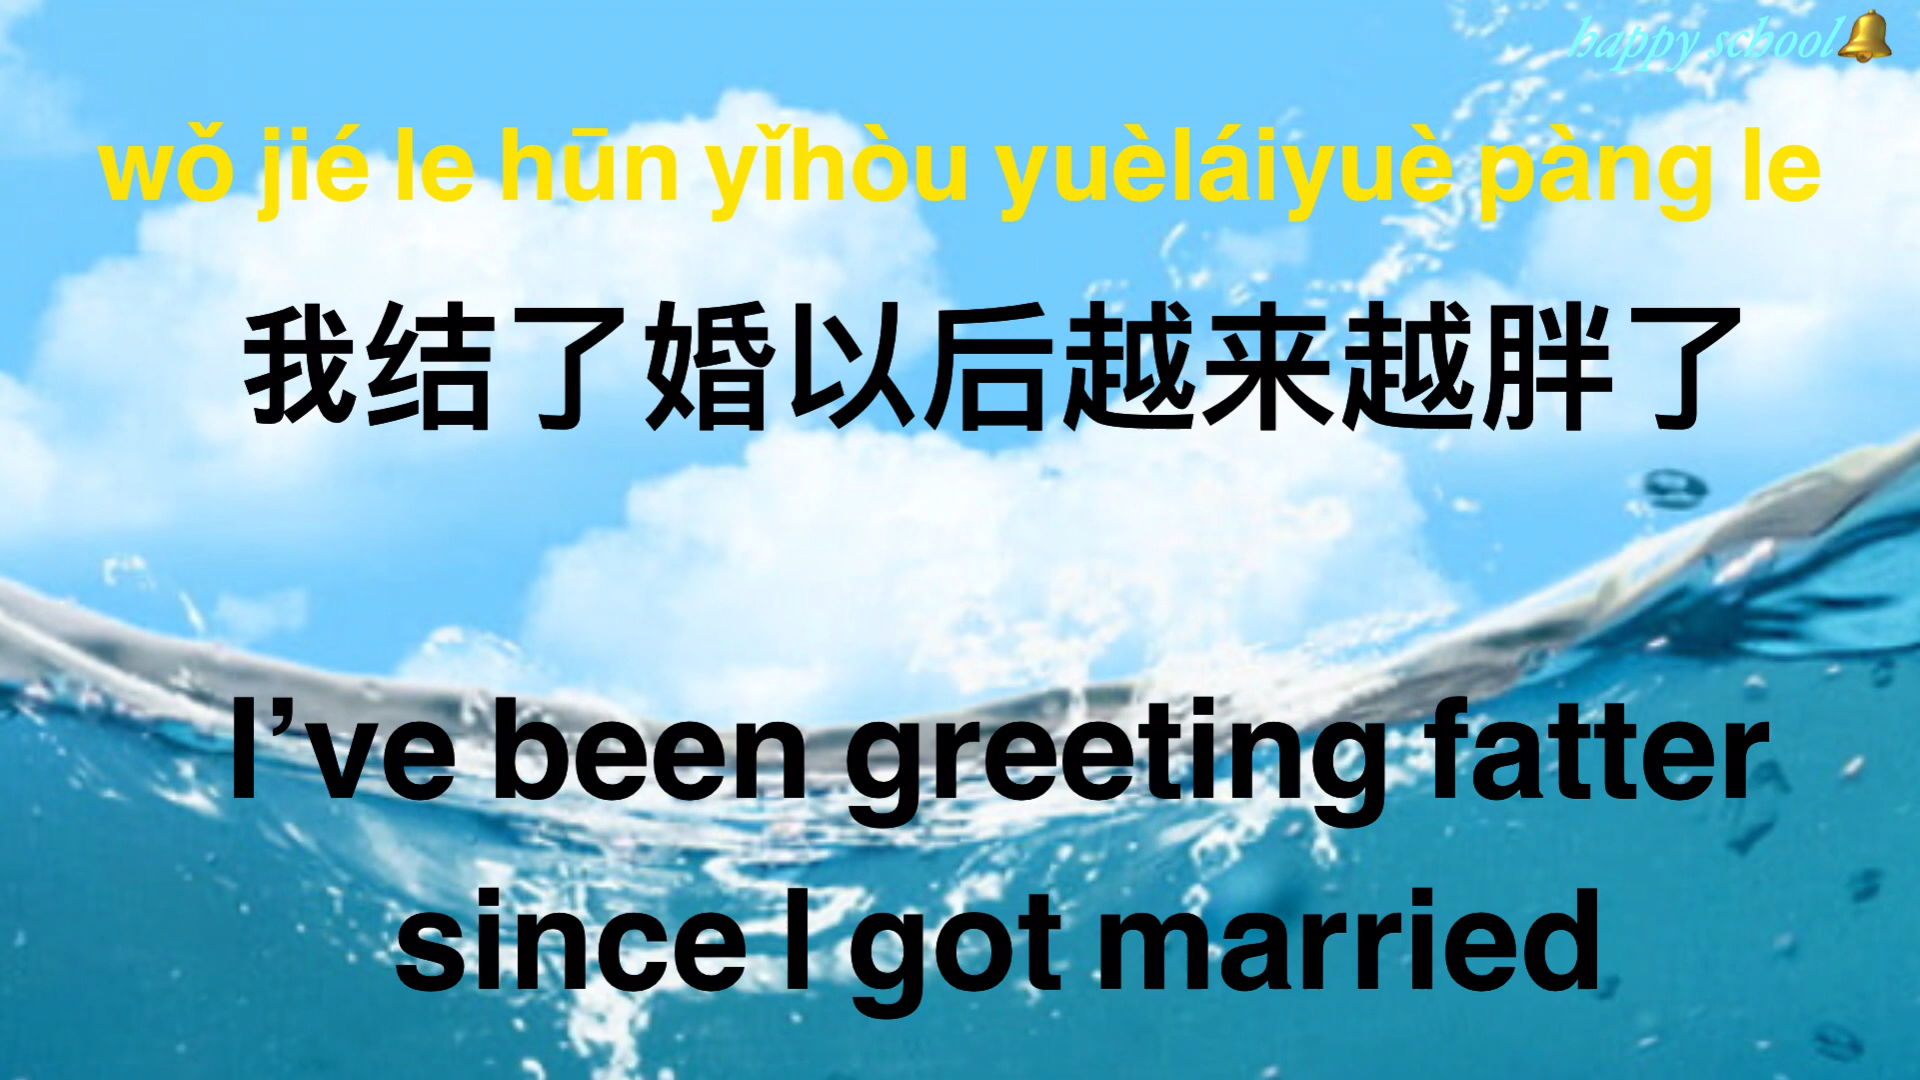 happy school🔔
wǒ jié le hūn yǐhòu yuèláiyuè pàng le
我结了婚以后越来越胖了
I’ve been greeting fatter
since I got married